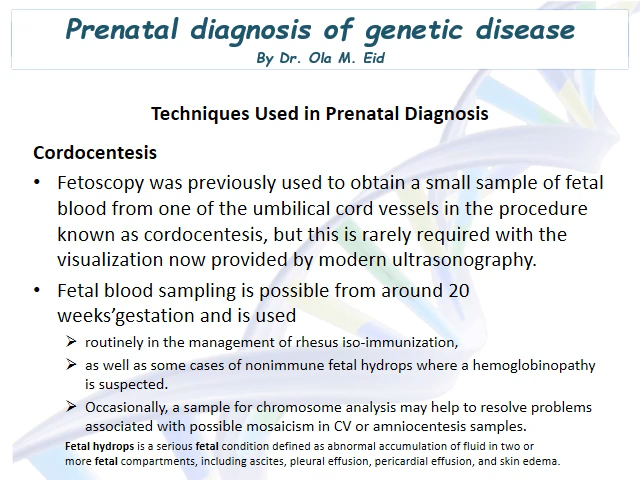 Prenatal diagnosis of genetic disease
By Dr. Ola M. Eid
Techniques Used in Prenatal Diagnosis
Cordocentesis
• Fetoscopy was previously used to obtain a small sample of fetal
blood from one of the umbilical cord vessels in the procedure
known as cordocentesis, but this is rarely required with the
visualization now provided by modern ultrasonography.
• Fetal blood sampling is possible from around 20
weeks’gestation and is used
➢ routinely in the management of rhesus iso-immunization,
➢ as well as some cases of nonimmune fetal hydrops where a hemoglobinopathy
is suspected.
➢ Occasionally, a sample for chromosome analysis may help to resolve problems
associated with possible mosaicism in CV or amniocentesis samples.
Fetal hydrops is a serious fetal condition defined as abnormal accumulation of fluid in two or
more fetal compartments, including ascites, pleural effusion, pericardial effusion, and skin edema.